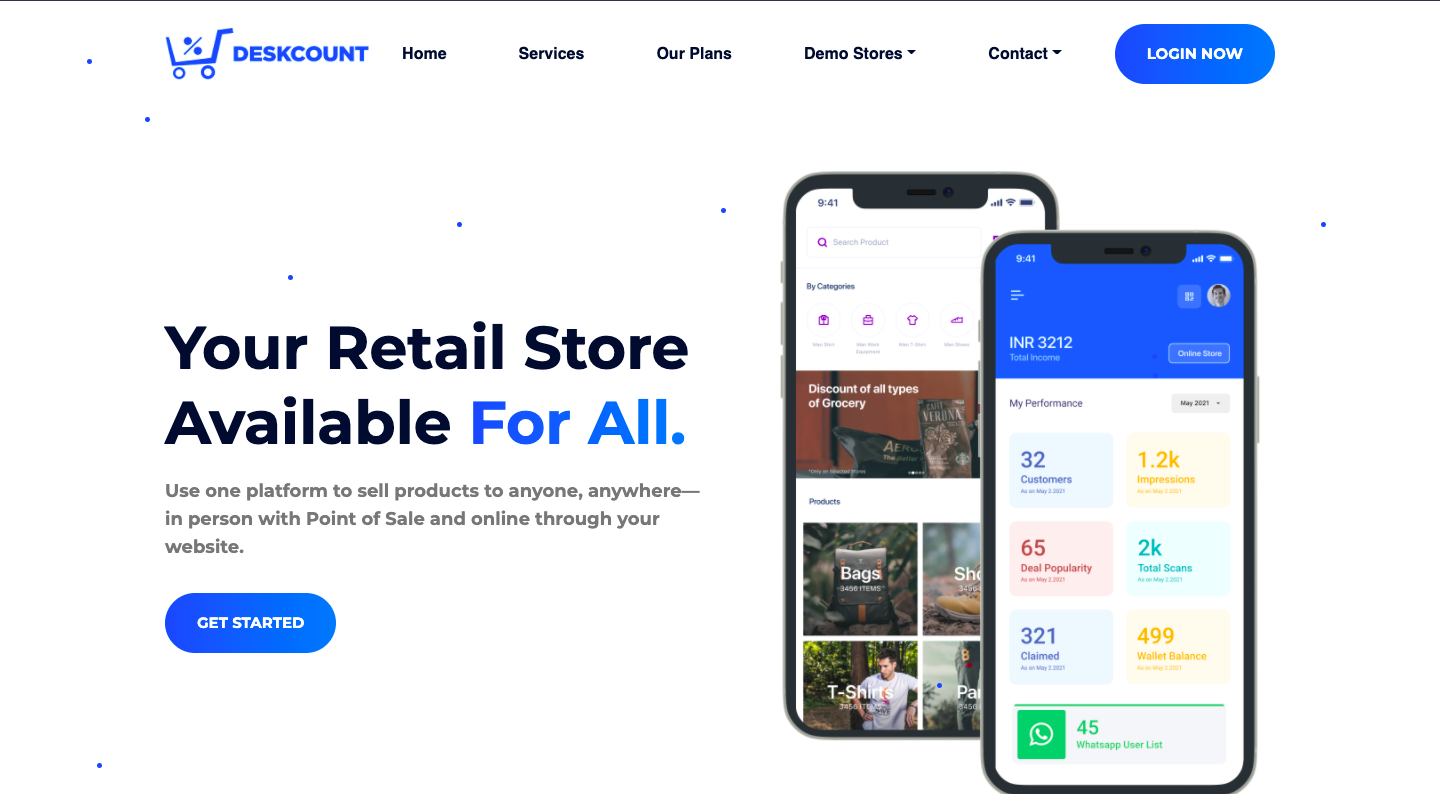 DESKCOUNT
Home
Services
Our Plans
Demo Stores
Contact
LOGIN NOW
Your Retail Store
Available For All.
Use one platform to sell products to anyone, anywhere—
in person with Point of Sale and online through your
website.
GET STARTED
9:41
Search Product
By Categories
Man Shirt
Man Work
Equipment
Man T-Shirt
Man Shoes
Discount of all types
of Grocery
CAFFÈ
VERONA
AERO
The Better
*Only on Selected Stores
Products
Bags
3456 ITEMS
Sho
3456
T-Shirts
3456 ITEMS
Pan
3456
9:41
INR 3212
Total Income
Online Store
My Performance
May 2021
32
Customers
As on May 2.2021
1.2k
Impressions
As on May 2.2021
65
Deal Popularity
As on May 2.2021
2k
Total Scans
As on May 2.2021
321
Claimed
As on May 2.2021
499
Wallet Balance
As on May 2.2021
45
Whatsapp User List